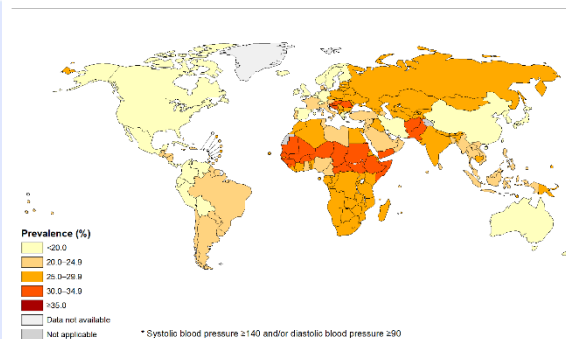 Prevalence (%)
<20.0
20.0–24.9
25.0–29.9
30.0–34.9
≥35.0
Data not available
Not applicable
* Systolic blood pressure ≥140 and/or diastolic blood pressure ≥90